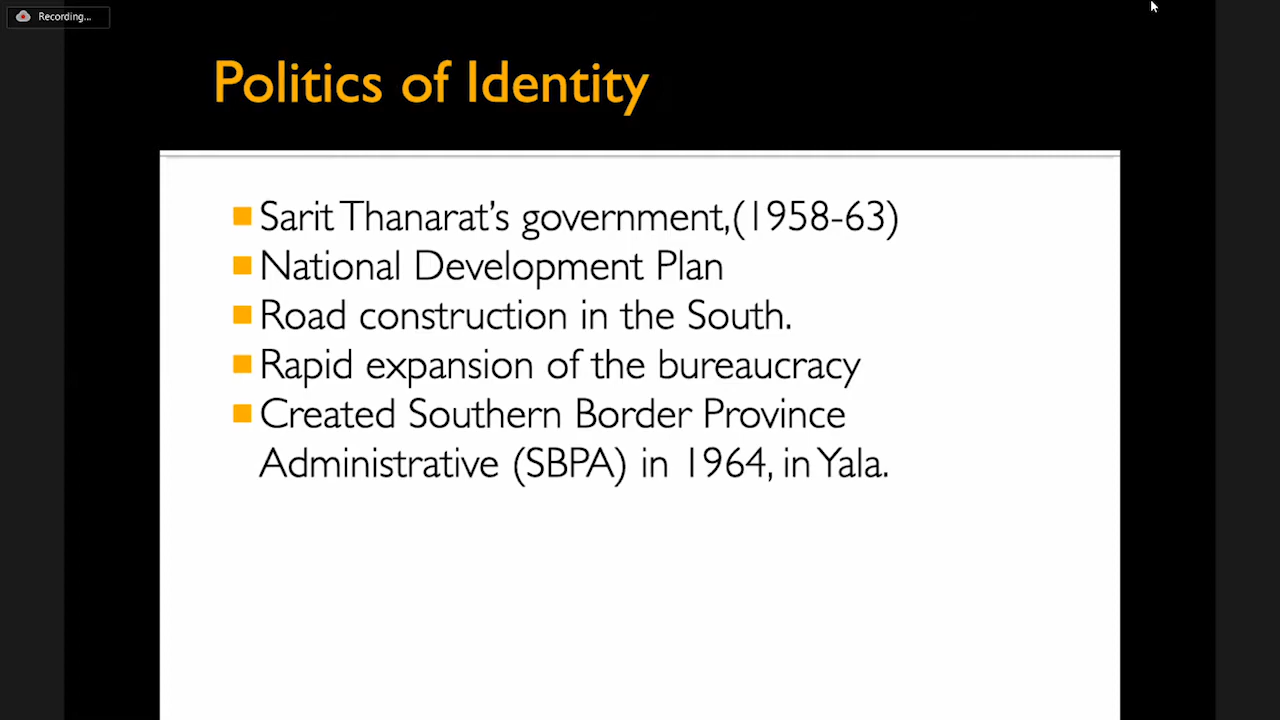 Recording...
Politics of Identity
Sarit Thanarat's government,(1958-63)
National Development Plan
Road construction in the South.
Rapid expansion of the bureaucracy
Created Southern Border Province
Administrative (SBPA) in 1964, in Yala.